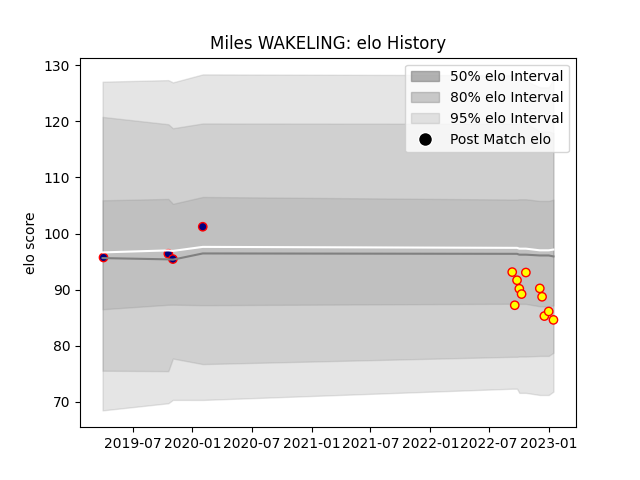 Miles WAKELING: elo History
130
120
110
100
90
80
70
elo score
50% elo Interval
80% elo Interval
95% elo Interval
Post Match elo
2019-07 2020-01 2020-07 2021-01 2021-07 2022-01 2022-07 2023-01